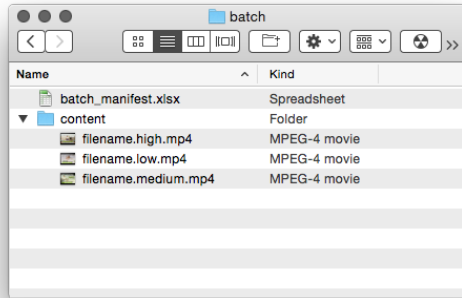 batch
Name Kind
batch_manifest.xlsx Spreadsheet
content Folder
filename.high.mp4 MPEG-4 movie
filename.low.mp4 MPEG-4 movie
filename.medium.mp4 MPEG-4 movie